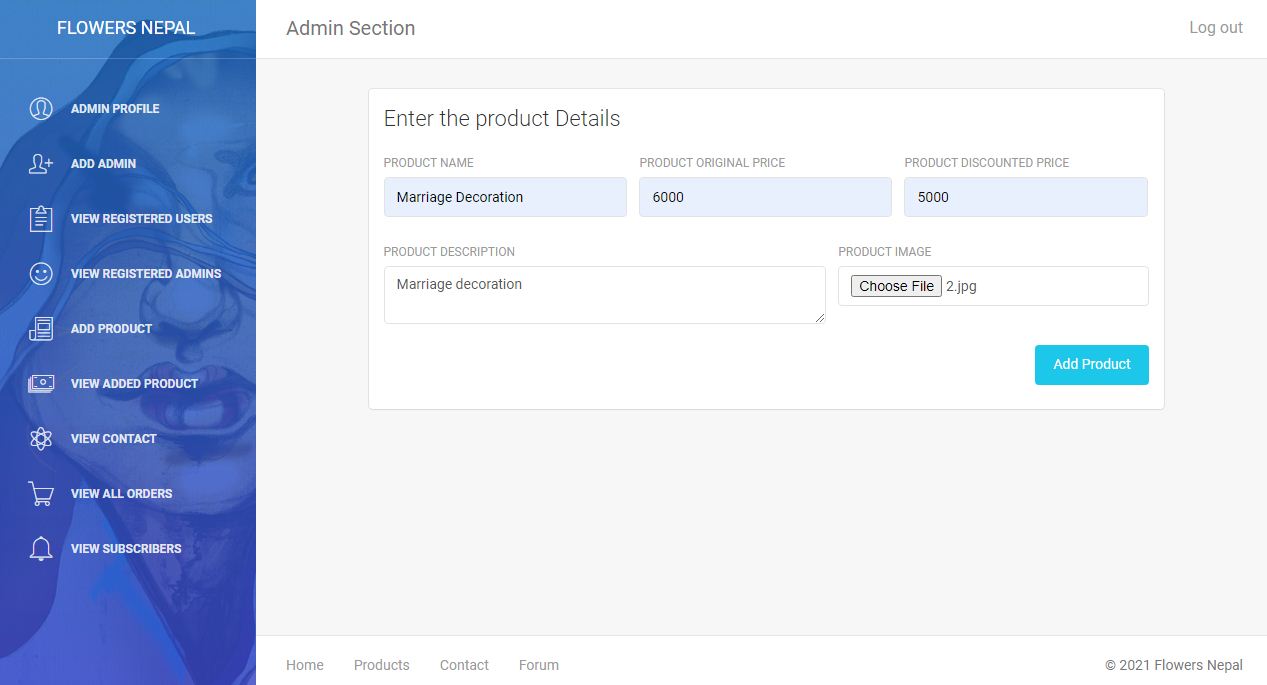 FLOWERS NEPAL
Admin Section
Log out
ADMIN PROFILE
ADD ADMIN
VIEW REGISTERED USERS
VIEW REGISTERED ADMINS
ADD PRODUCT
VIEW ADDED PRODUCT
VIEW CONTACT
VIEW ALL ORDERS
VIEW SUBSCRIBERS
Enter the product Details
PRODUCT NAME
PRODUCT ORIGINAL PRICE
PRODUCT DISCOUNTED PRICE
Marriage Decoration
6000
5000
PRODUCT DESCRIPTION
PRODUCT IMAGE
Marriage decoration
Choose File 2.jpg
Add Product
Home Products Contact Forum
© 2021 Flowers Nepal